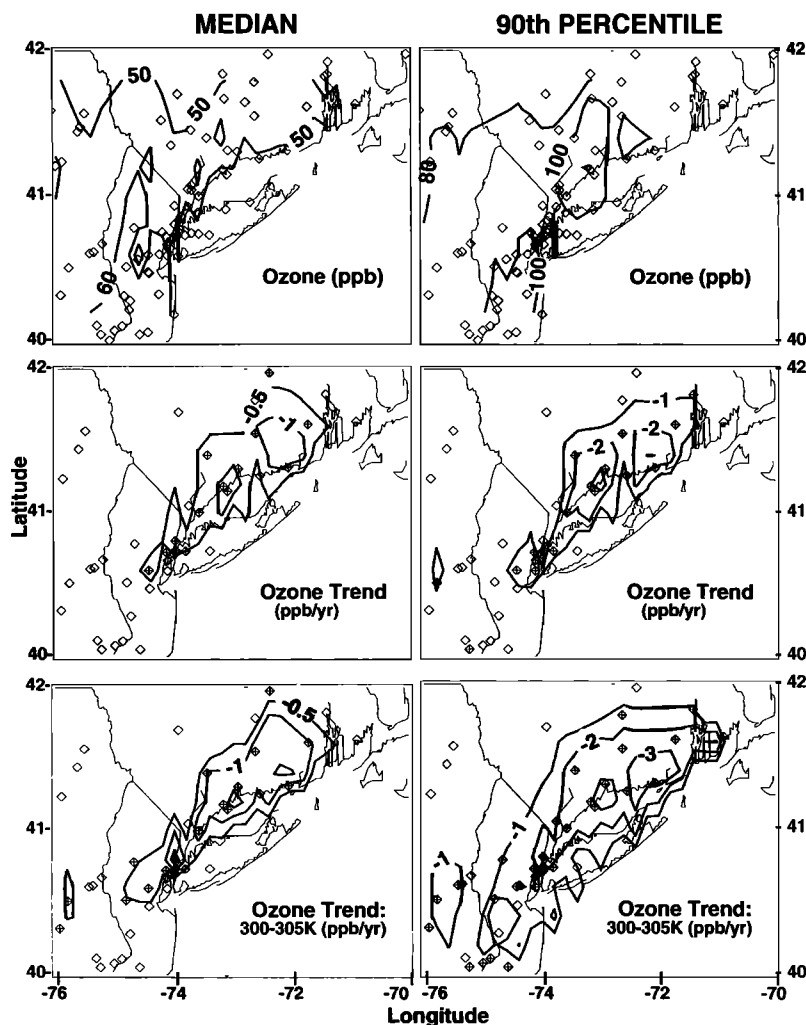 MEDIAN
90th PERCENTILE
42
50
50
50
60
Ozone (ppb)
41
40
42
80
100
100
Ozone (ppb)
41
40
42
-0.5
-1
Ozone Trend
(ppb/yr)
41
40
42
-1
-2
-2
Ozone Trend
(ppb/yr)
41
40
Latitude
42
-0.5
-1
Ozone Trend:
300-305K (ppb/yr)
41
40
42
-2
-3
-1
-1
Ozone Trend:
300-305K (ppb/yr)
41
40
-76 -74 -72 -70
-76 -74 -72 -70
Longitude